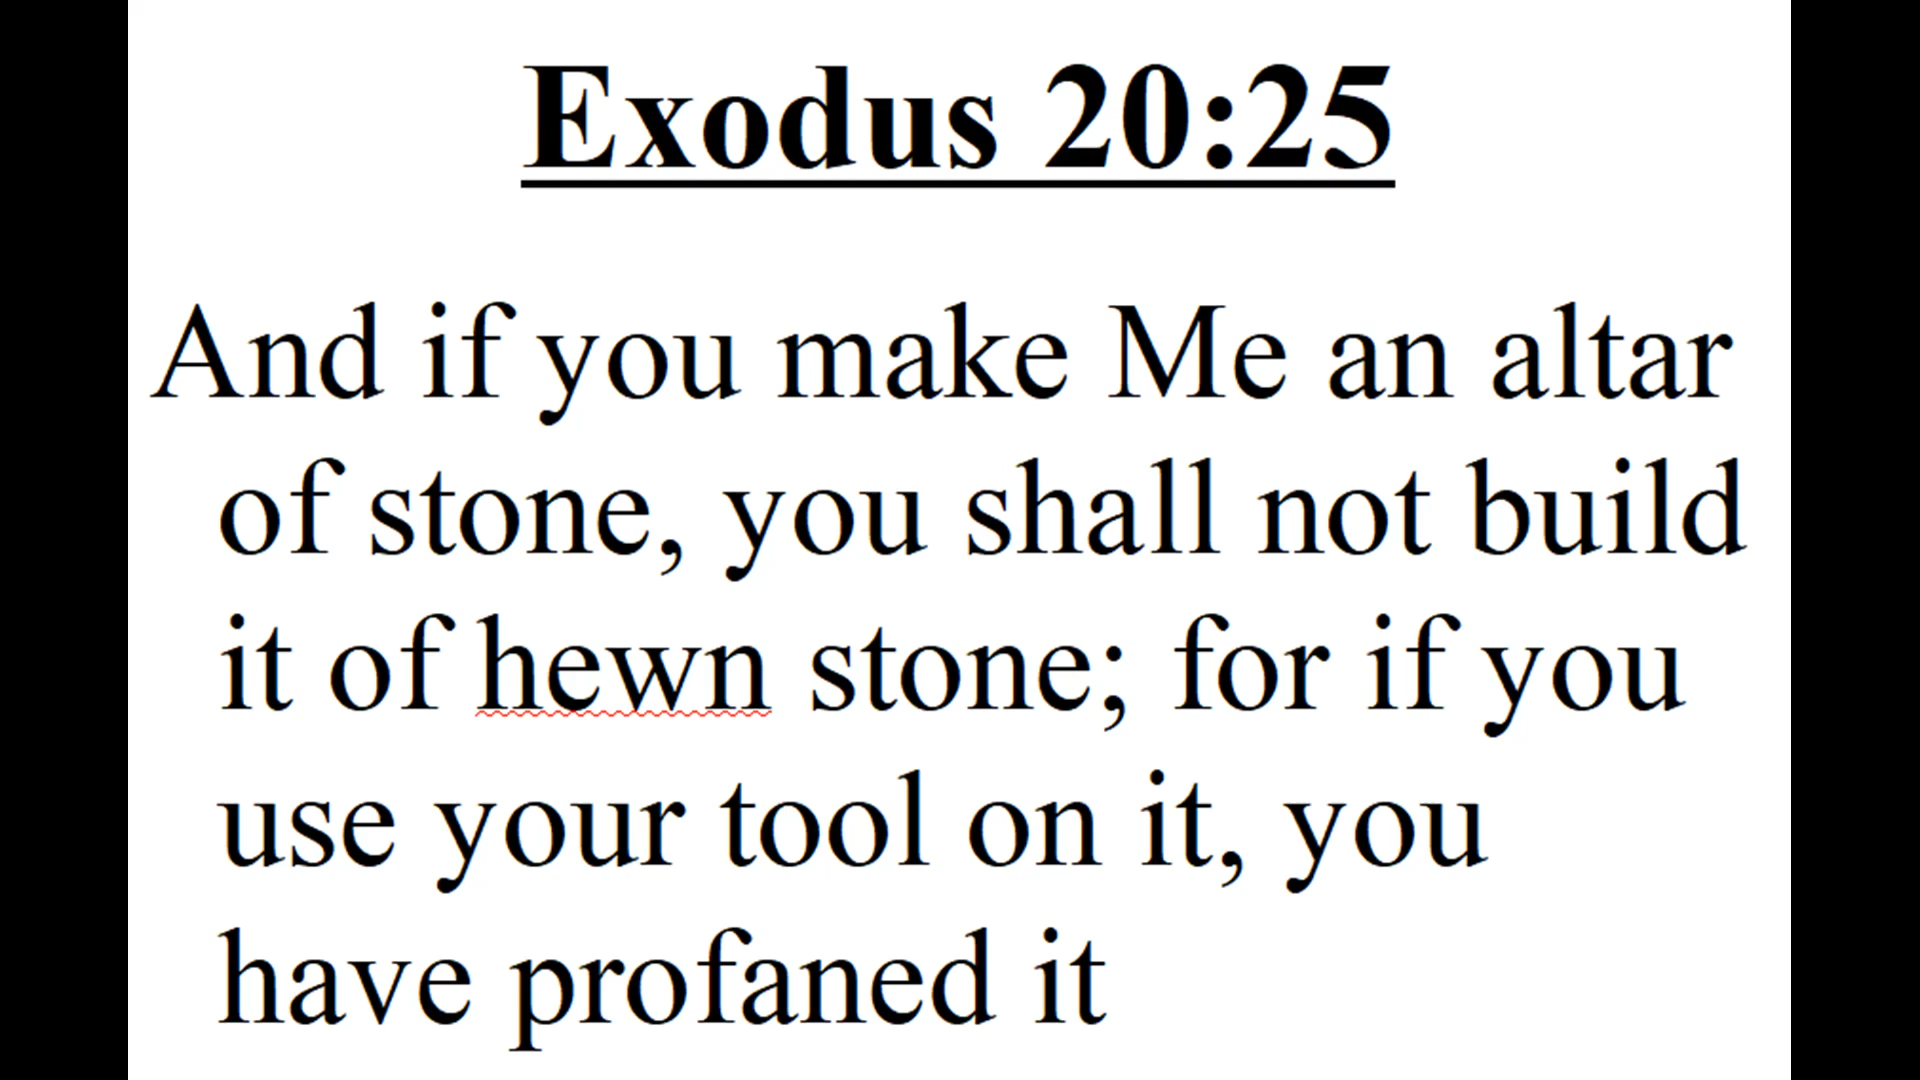 Exodus 20:25
And if you make Me an altar
of stone, you shall not build
it of hewn stone; for if you
use your tool on it, you
have profaned it